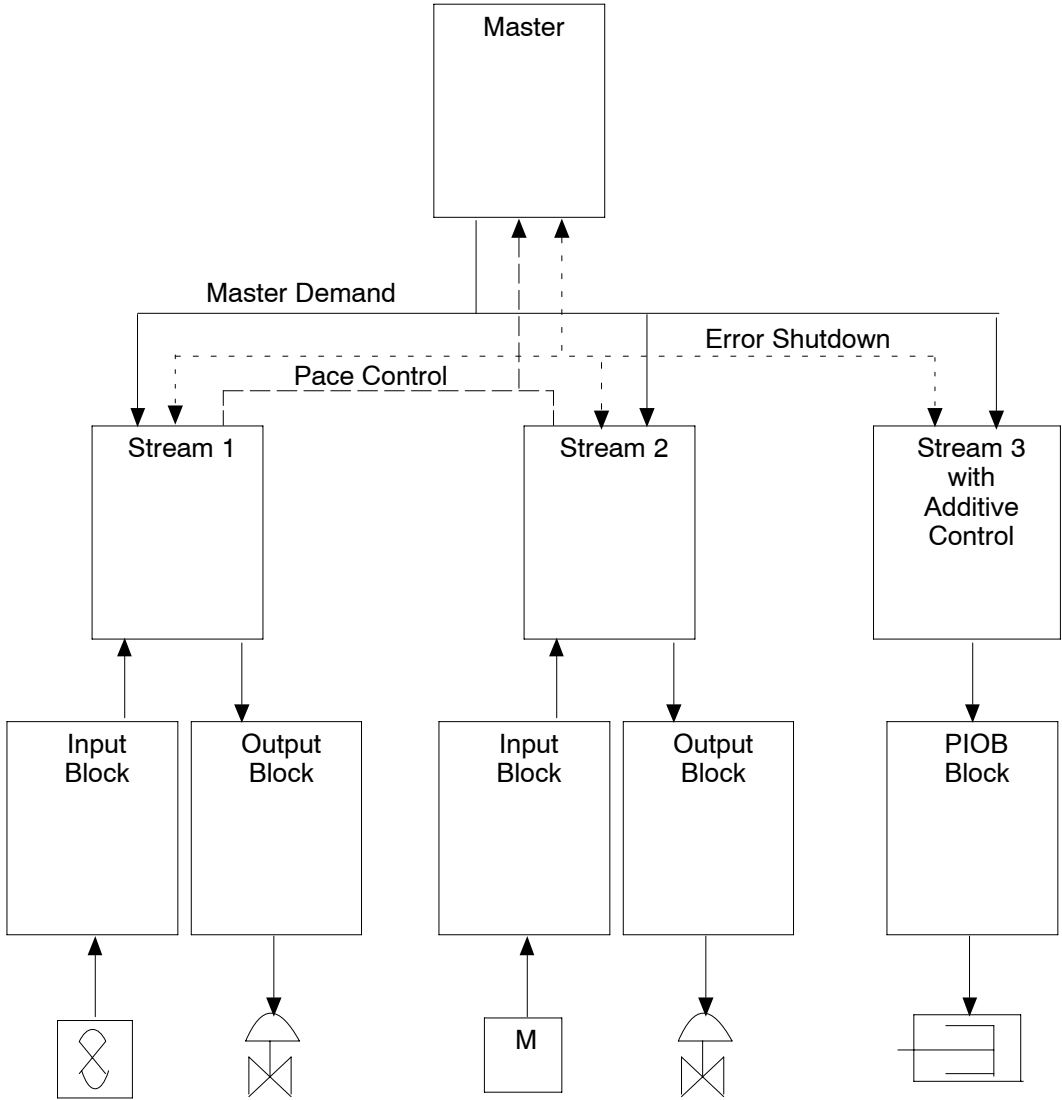 Master
Master Demand
Error Shutdown
Pace Control
Stream 1
Stream 2
Stream 3
with
Additive
Control
Input
Block
Output
Block
Input
Block
Output
Block
PIOB
Block
M